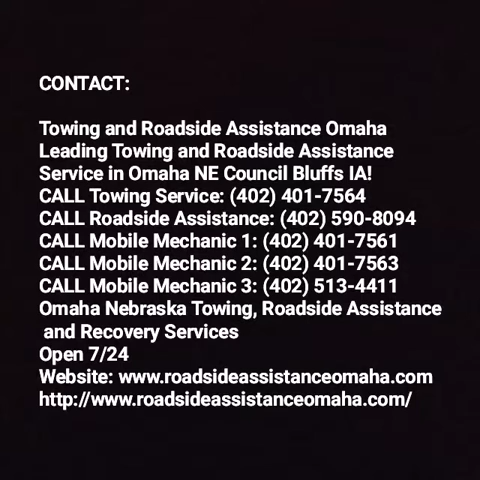 CONTACT:
Towing and Roadside Assistance Omaha
Leading Towing and Roadside Assistance
Service in Omaha NE Council Bluffs IA!
CALL Towing Service: (402) 401-7564
CALL Roadside Assistance: (402) 590-8094
CALL Mobile Mechanic 1: (402) 401-7561
CALL Mobile Mechanic 2: (402) 401-7563
CALL Mobile Mechanic 3: (402) 513-4411
Omaha Nebraska Towing, Roadside Assistance
and Recovery Services
Open 7/24
Website: www.roadsideassistanceomaha.com
http://www.roadsideassistanceomaha.com/